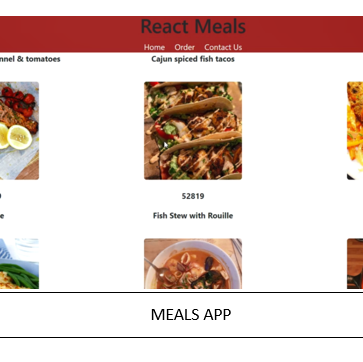 React Meals
Home Order Contact Us
nnel & tomatoes Cajun spiced fish tacos
9 52819
e Fish Stew with Rouille
MEALS APP